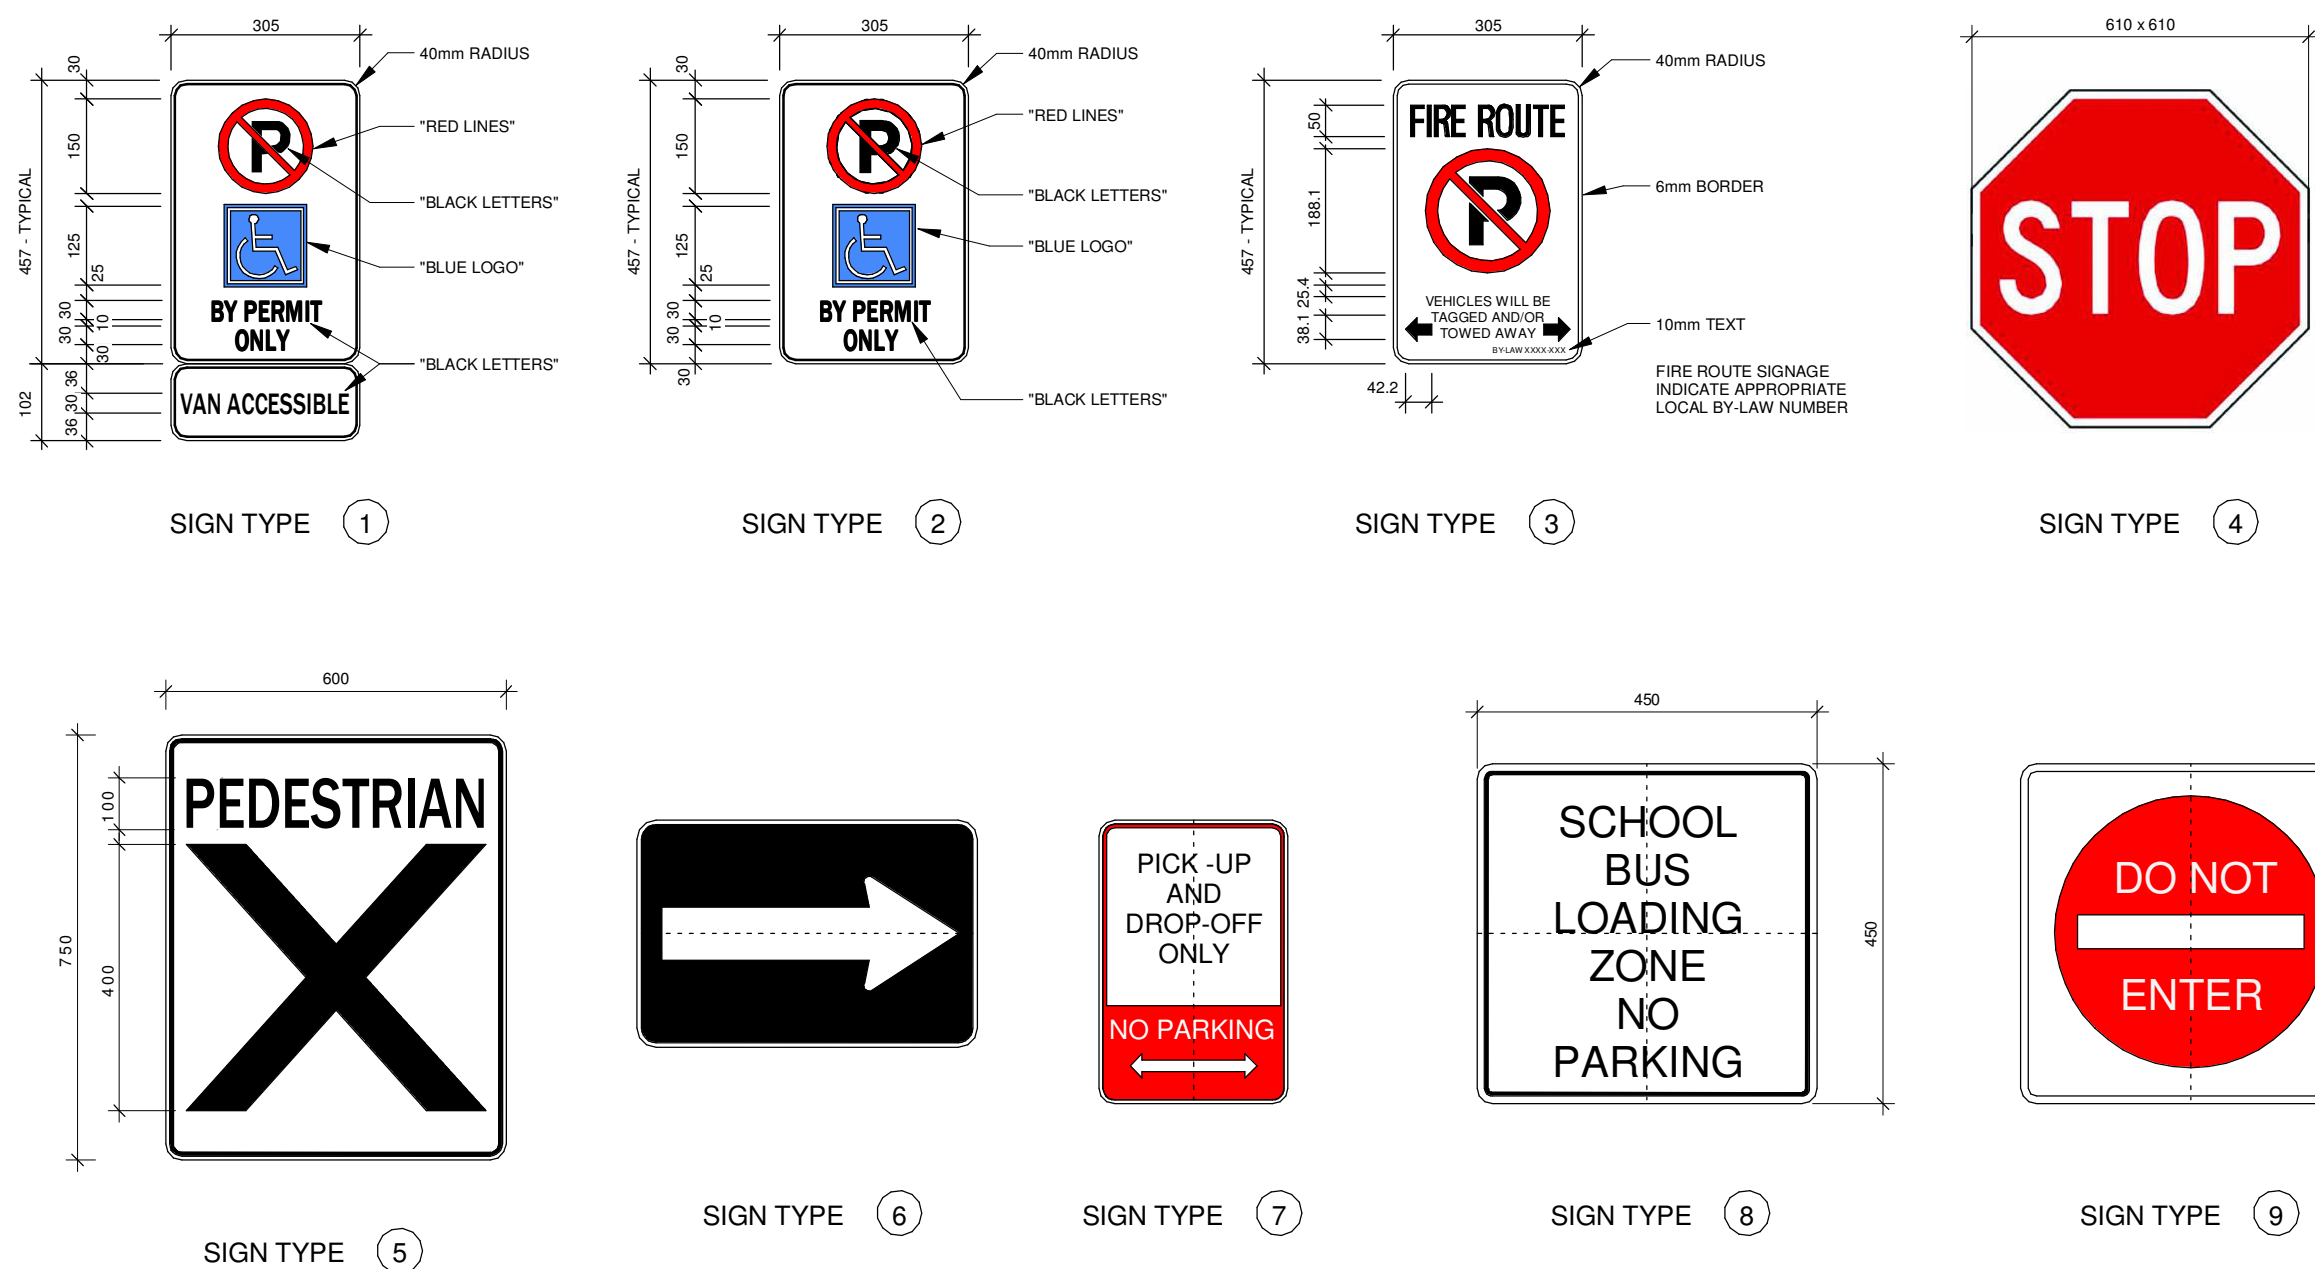 305
40mm RADIUS
"RED LINES"
"BLACK LETTERS"
"BLUE LOGO"
"BLACK LETTERS"
457 - TYPICAL
102
30
150
125
25
30
10
30
30
36
30
36
P
BY PERMIT
ONLY
VAN ACCESSIBLE
SIGN TYPE 1
305
40mm RADIUS
"RED LINES"
"BLACK LETTERS"
"BLUE LOGO"
"BLACK LETTERS"
457 - TYPICAL
30
150
125
25
30
10
30
30
P
BY PERMIT
ONLY
SIGN TYPE 2
305
40mm RADIUS
6mm BORDER
10mm TEXT
FIRE ROUTE SIGNAGE
INDICATE APPROPRIATE
LOCAL BY-LAW NUMBER
457 - TYPICAL
50
188.1
25.4
38.1
42.2
FIRE ROUTE
P
VEHICLES WILL BE
TAGGED AND/OR
TOWED AWAY
BY-LAW XXXX-XXX
SIGN TYPE 3
610 x 610
STOP
SIGN TYPE 4
600
750
100
400
PEDESTRIAN
X
SIGN TYPE 5
SIGN TYPE 6
PICK -UP
AND
DROP-OFF
ONLY
NO PARKING
SIGN TYPE 7
450
450
SCHOOL
BUS
LOADING
ZONE
NO
PARKING
SIGN TYPE 8
DO NOT
ENTER
SIGN TYPE 9